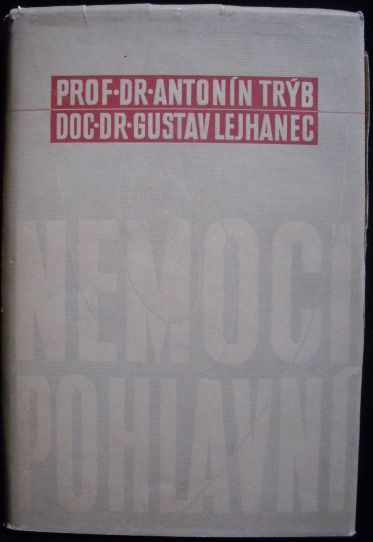 PROF·DR·ANTONÍN TRÝB
DOC·DR·GUSTAV LEJHANEC
NEMOCI
POHLAVNÍ